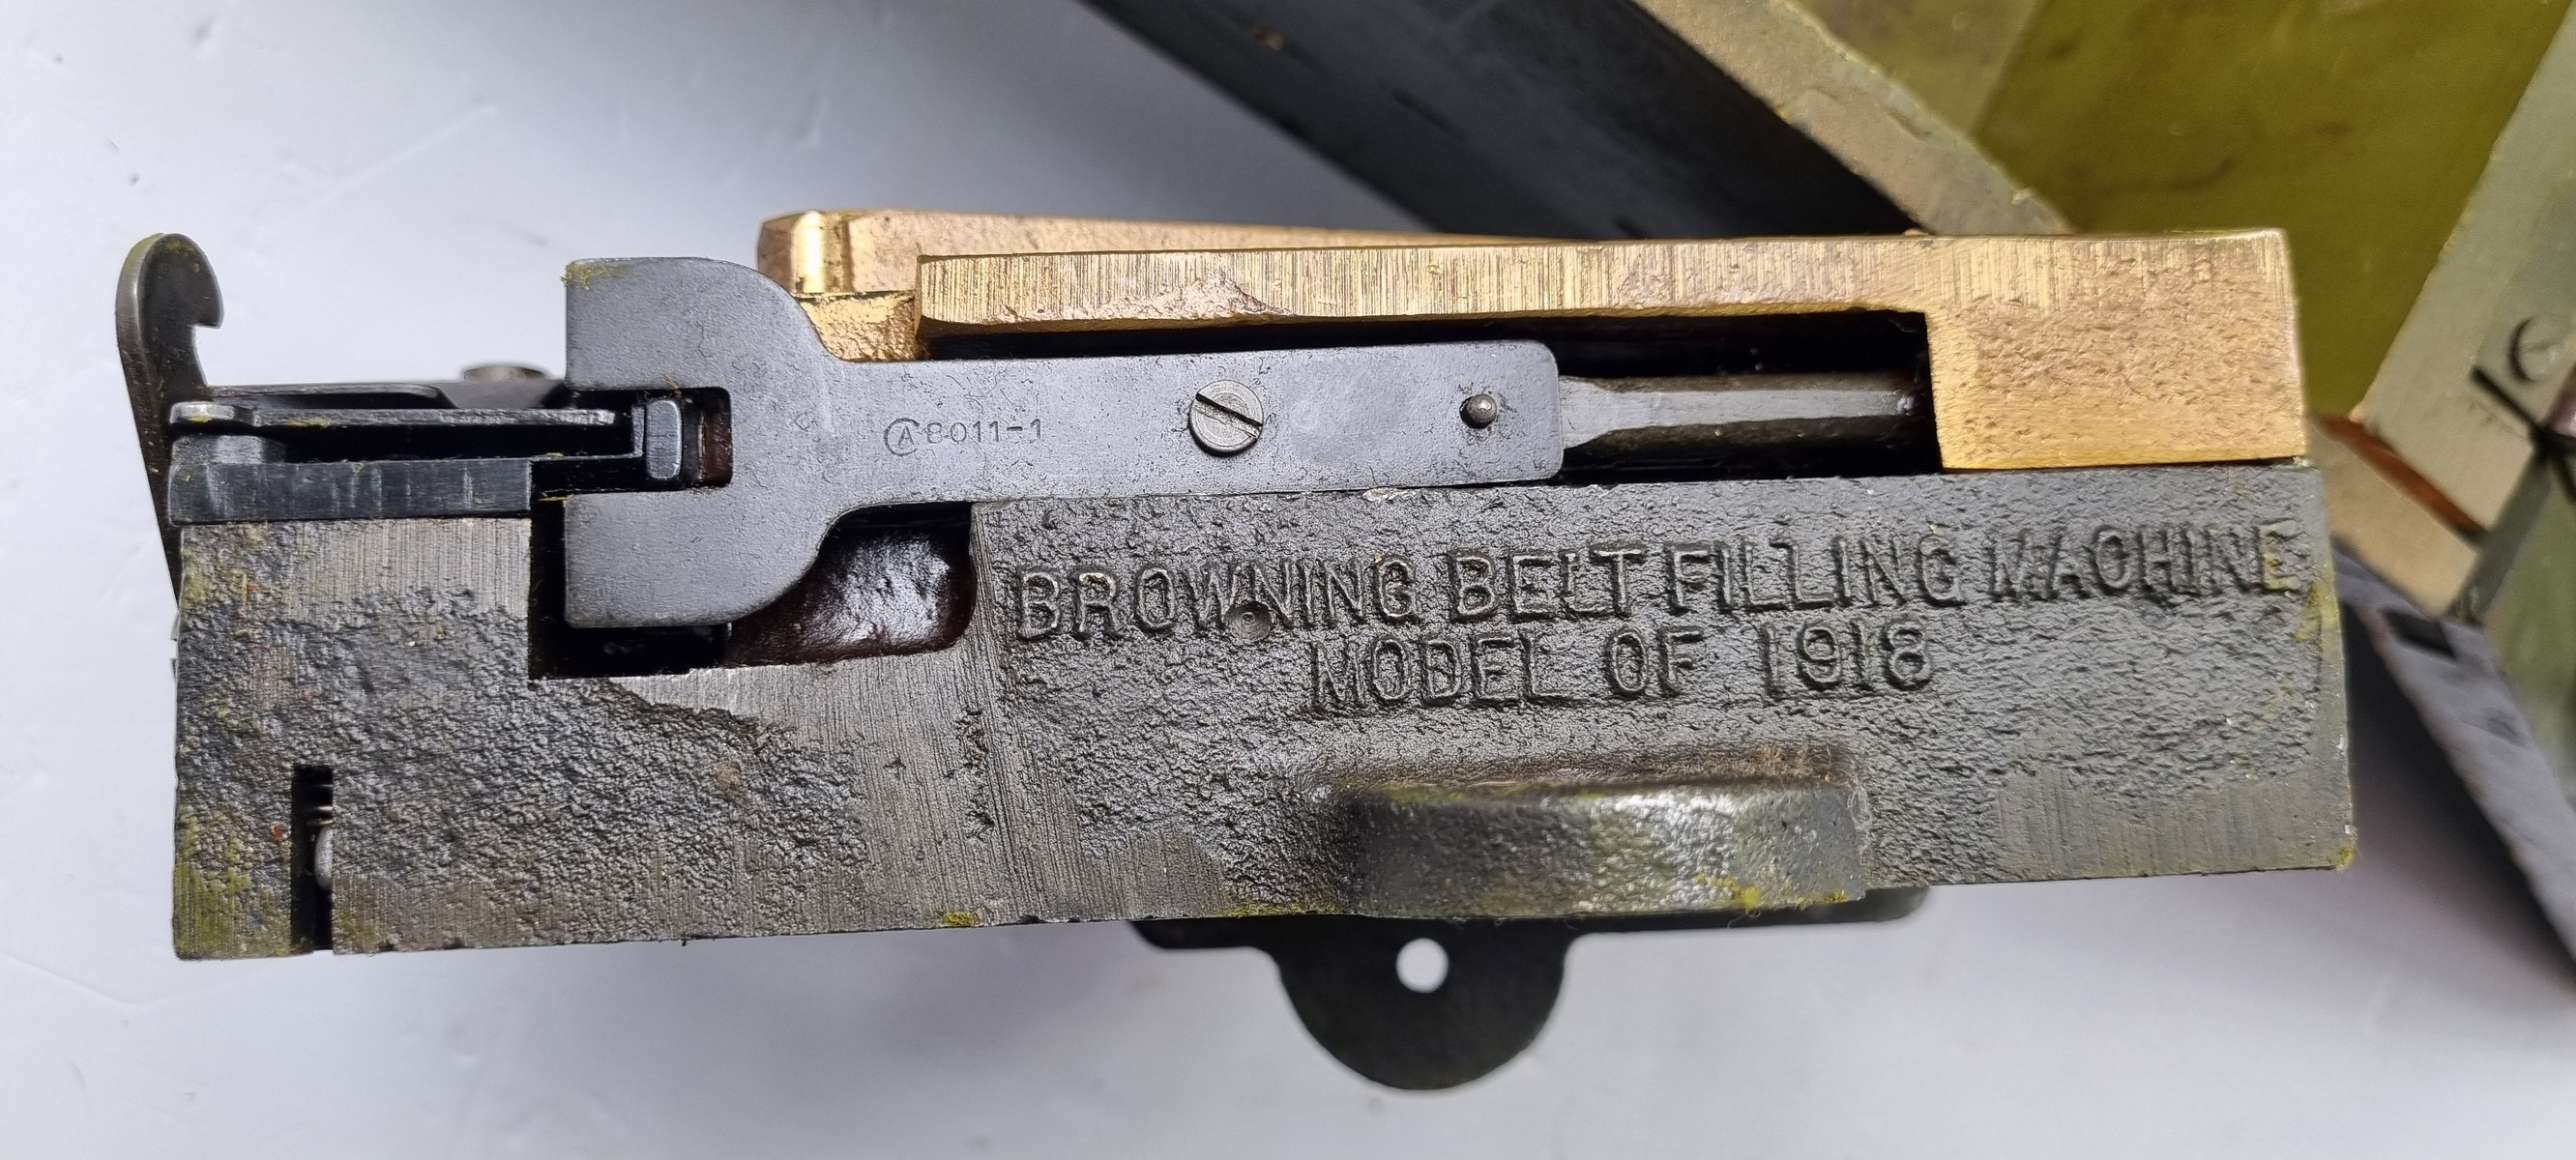 Ⓐ8011-1
BROWNING BELT FILLING MACHINE
MODEL OF 1918